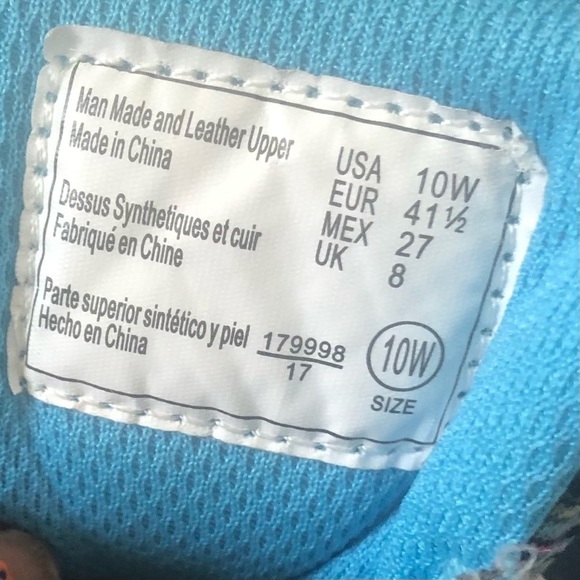 Man Made and Leather Upper
Made in China
Dessus Synthetiques et cuir
Fabriqué en Chine
Parte superior sintético y piel
Hecho en China
USA 10W
EUR 41½
MEX 27
UK 8
179998
17
10W
SIZE